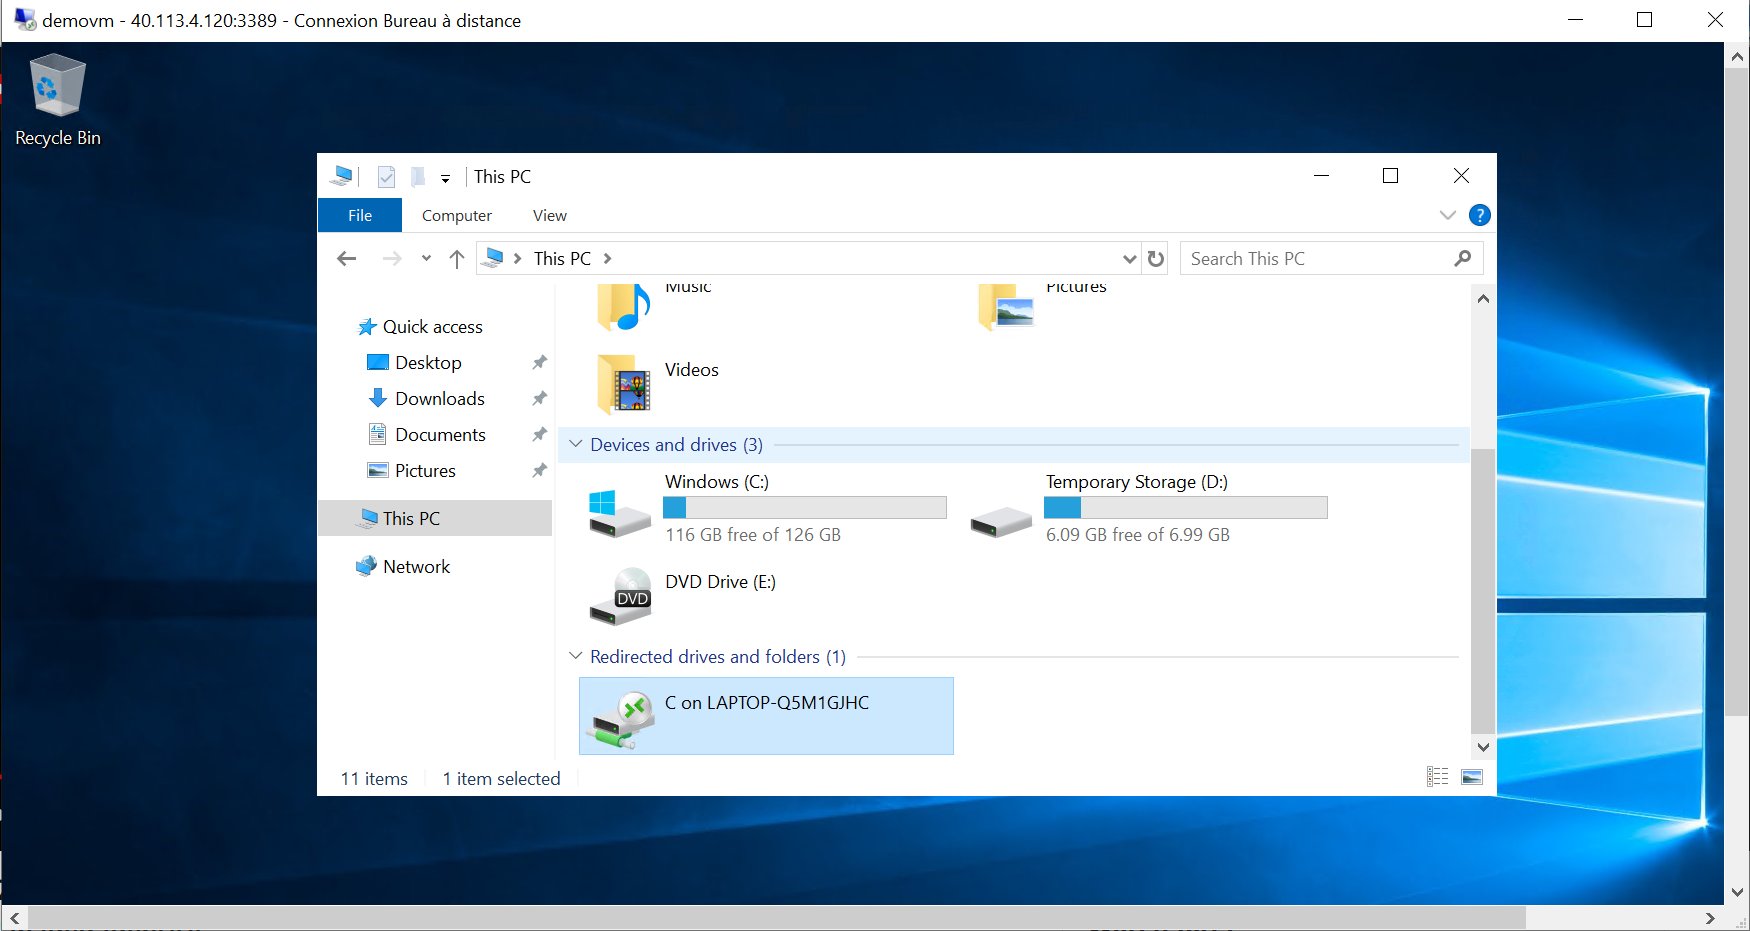 demovm - 40.113.4.120:3389 - Connexion Bureau à distance
Recycle Bin
This PC
File
Computer
View
?
This PC
Search This PC
Quick access
Desktop
Downloads
Documents
Pictures
This PC
Network
Music
Pictures
Videos
Devices and drives (3)
Windows (C:)
116 GB free of 126 GB
Temporary Storage (D:)
6.09 GB free of 6.99 GB
DVD
DVD Drive (E:)
Redirected drives and folders (1)
C on LAPTOP-Q5M1GJHC
11 items
1 item selected